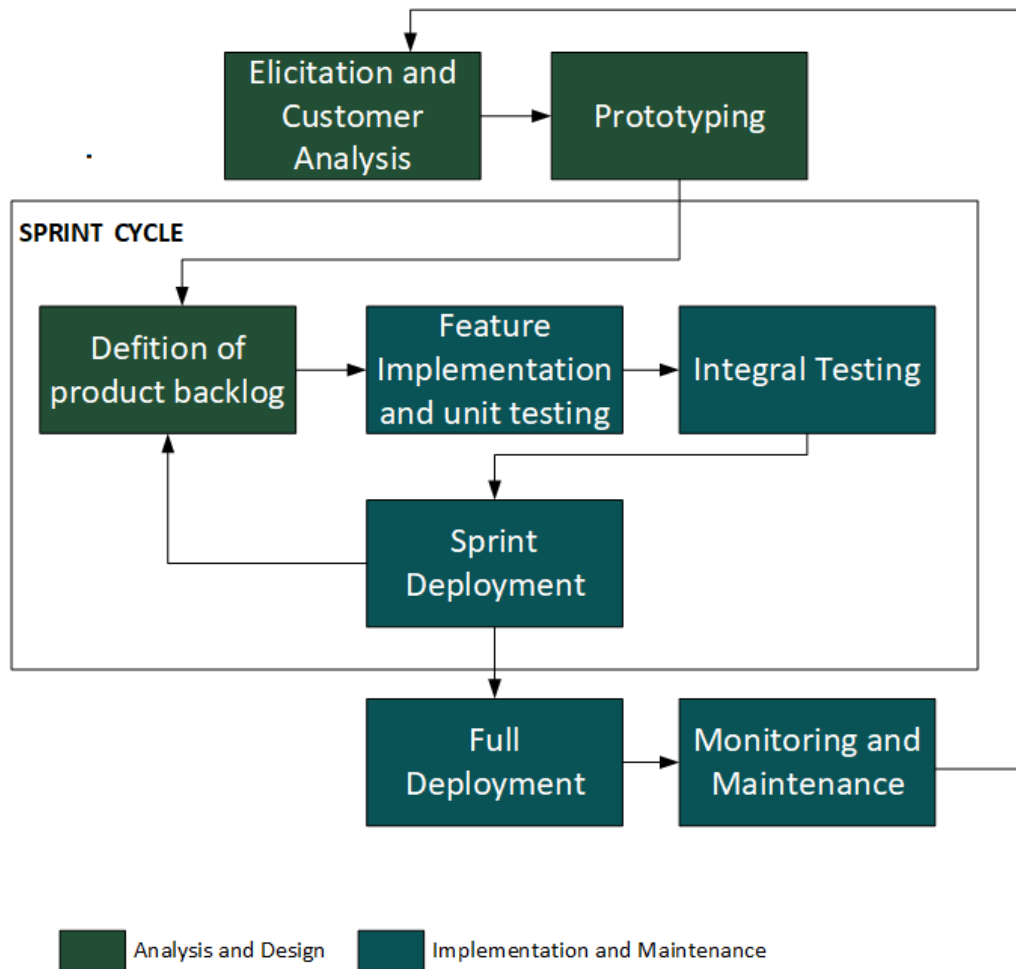 Elicitation and
Customer
Analysis
Prototyping
SPRINT CYCLE
Defition of
product backlog
Feature
Implementation
and unit testing
Integral Testing
Sprint
Deployment
Full
Deployment
Monitoring and
Maintenance
Analysis and Design
Implementation and Maintenance